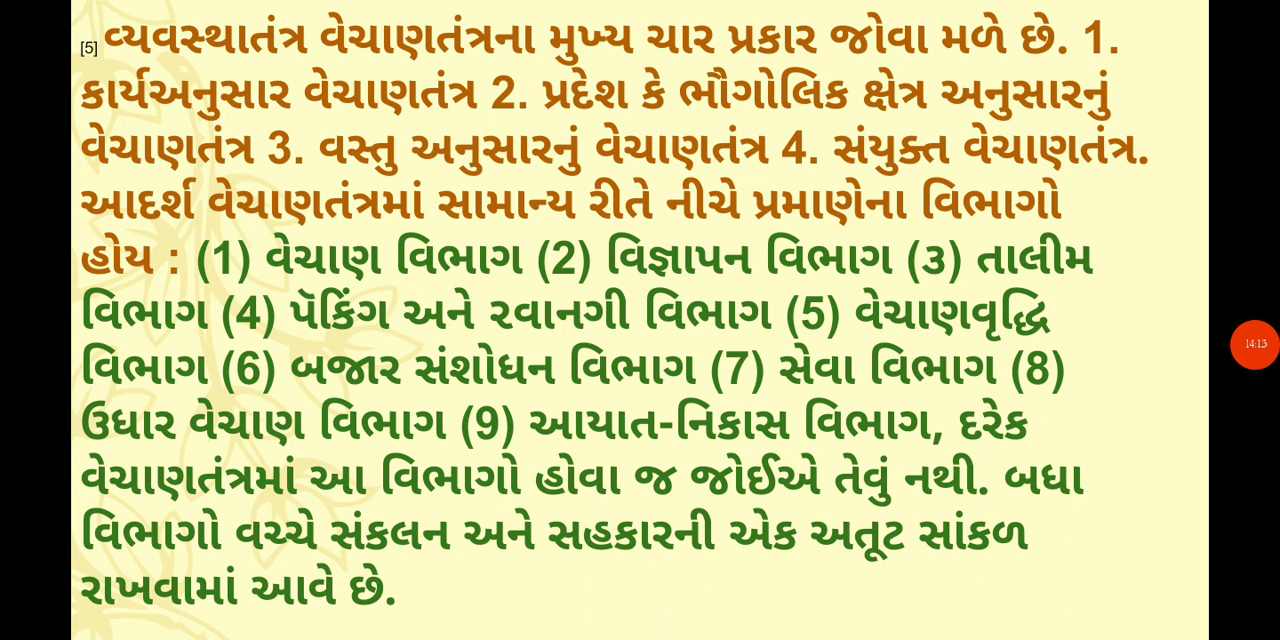 [5] વ્યવસ્થાતંત્ર વેચાણતંત્રના મુખ્ય ચાર પ્રકાર જોવા મળે છે. 1.
કાર્યઅનુસાર વેચાણતંત્ર 2. પ્રદેશ કે ભૌગોલિક ક્ષેત્ર અનુસારનું
વેચાણતંત્ર 3. વસ્તુ અનુસારનું વેચાણતંત્ર 4. સંયુક્ત વેચાણતંત્ર.
આદર્શ વેચાણતંત્રમાં સામાન્ય રીતે નીચે પ્રમાણેના વિભાગો
હોય : (1) વેચાણ વિભાગ (2) વિજ્ઞાપન વિભાગ (૩) તાલીમ
વિભાગ (4) પૅકિંગ અને રવાનગી વિભાગ (5) વેચાણવૃદ્ધિ
વિભાગ (6) બજાર સંશોધન વિભાગ (7) સેવા વિભાગ (8)
ઉધાર વેચાણ વિભાગ (9) આયાત-નિકાસ વિભાગ, દરેક
વેચાણતંત્રમાં આ વિભાગો હોવા જ જોઈએ તેવું નથી. બધા
વિભાગો વચ્ચે સંકલન અને સહકારની એક અતૂટ સાંકળ
રાખવામાં આવે છે.
14:13